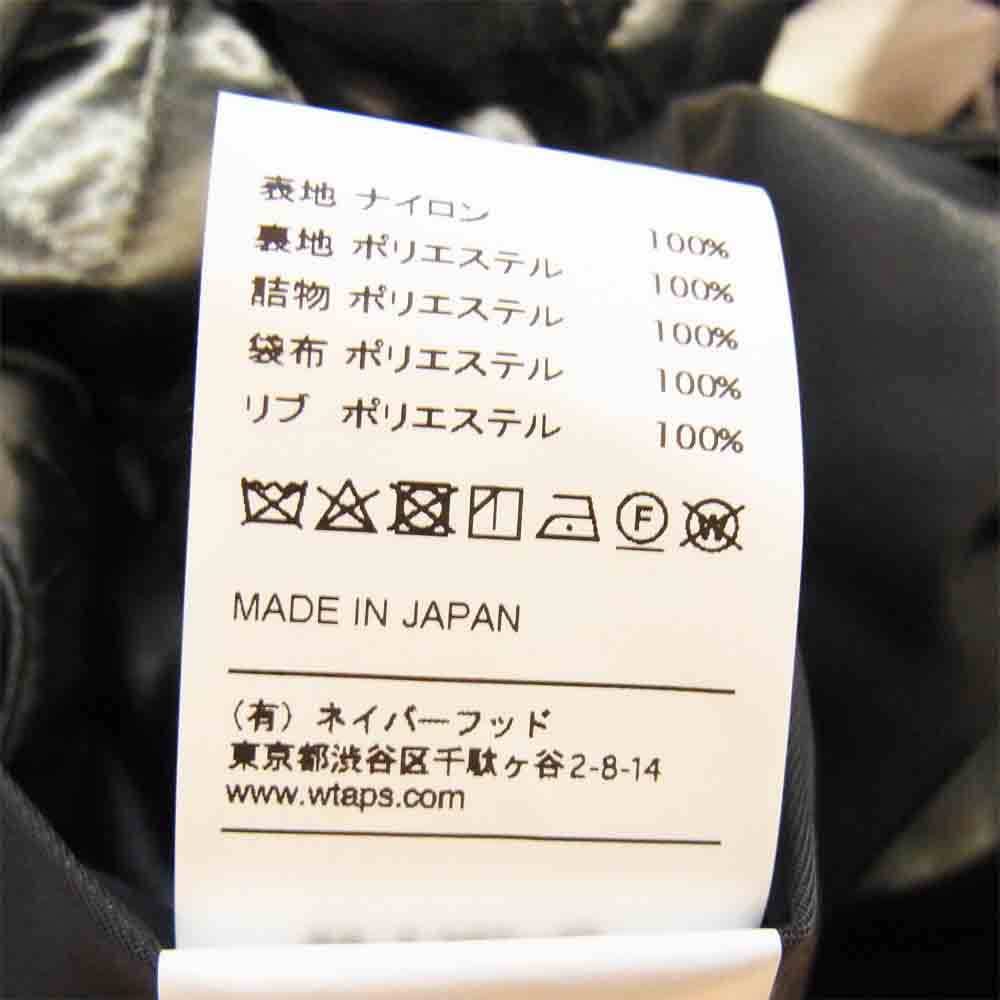 表地 ナイロン 100%
裏地 ポリエステル 100%
詰物 ポリエステル 100%
袋布 ポリエステル 100%
リブ ポリエステル 100%
F W
MADE IN JAPAN
(有) ネイバーフッド
東京都渋谷区千駄ヶ谷2-8-14
www.wtaps.com